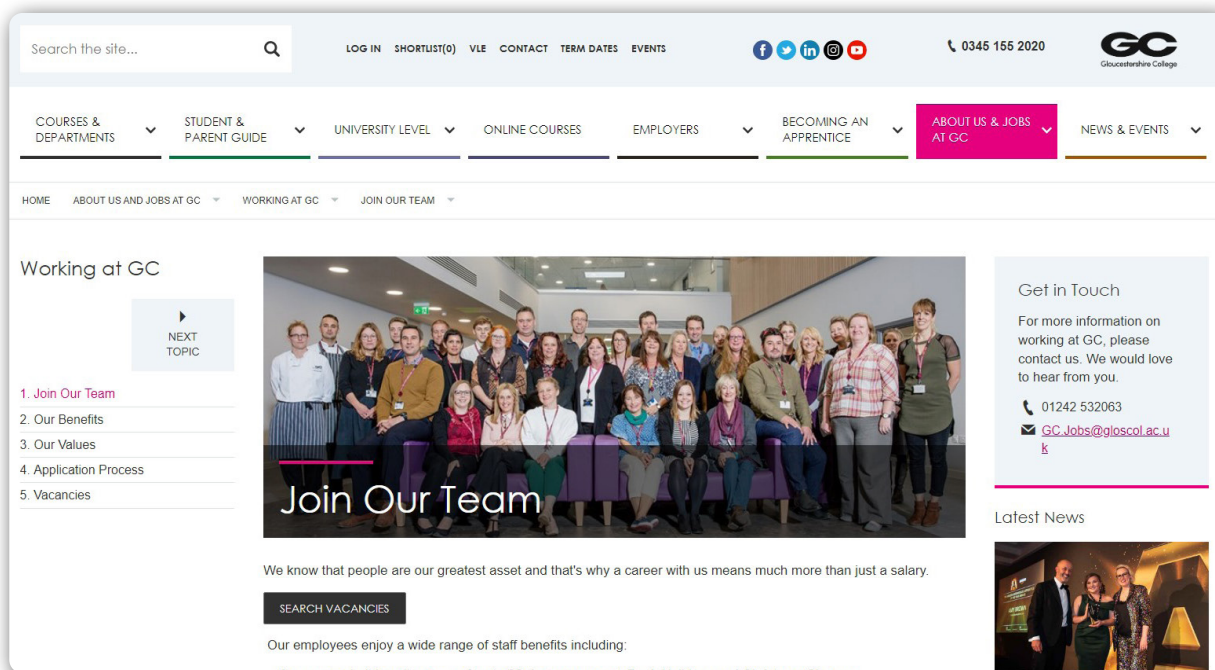 Search the site...
LOG IN SHORTLIST(0) VLE CONTACT TERM DATES EVENTS
0345 155 2020
GC
Gloucestershire College
COURSES &
DEPARTMENTS
STUDENT &
PARENT GUIDE
UNIVERSITY LEVEL
ONLINE COURSES
EMPLOYERS
BECOMING AN
APPRENTICE
ABOUT US & JOBS
AT GC
NEWS & EVENTS
HOME ABOUT US AND JOBS AT GC WORKING AT GC JOIN OUR TEAM
Working at GC
NEXT
TOPIC
1. Join Our Team
2. Our Benefits
3. Our Values
4. Application Process
5. Vacancies
Join Our Team
We know that people are our greatest asset and that's why a career with us means much more than just a salary.
SEARCH VACANCIES
Our employees enjoy a wide range of staff benefits including:
Get in Touch
For more information on
working at GC, please
contact us. We would love
to hear from you.
01242 532063
GC.Jobs@gloscol.ac.u
k
Latest News